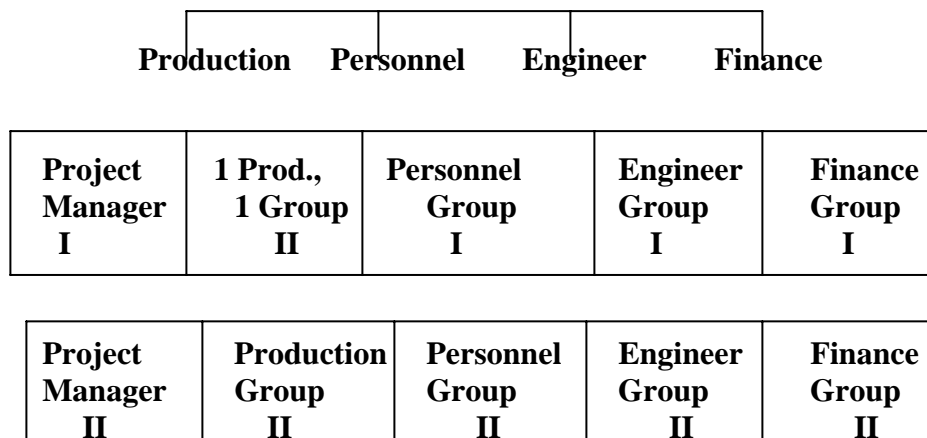 Production Personnel Engineer Finance
Project 1 Prod., Personnel Engineer Finance
Manager 1 Group Group Group Group
I II I I I
Project Production Personnel Engineer Finance
Manager Group Group Group Group
II II II II II